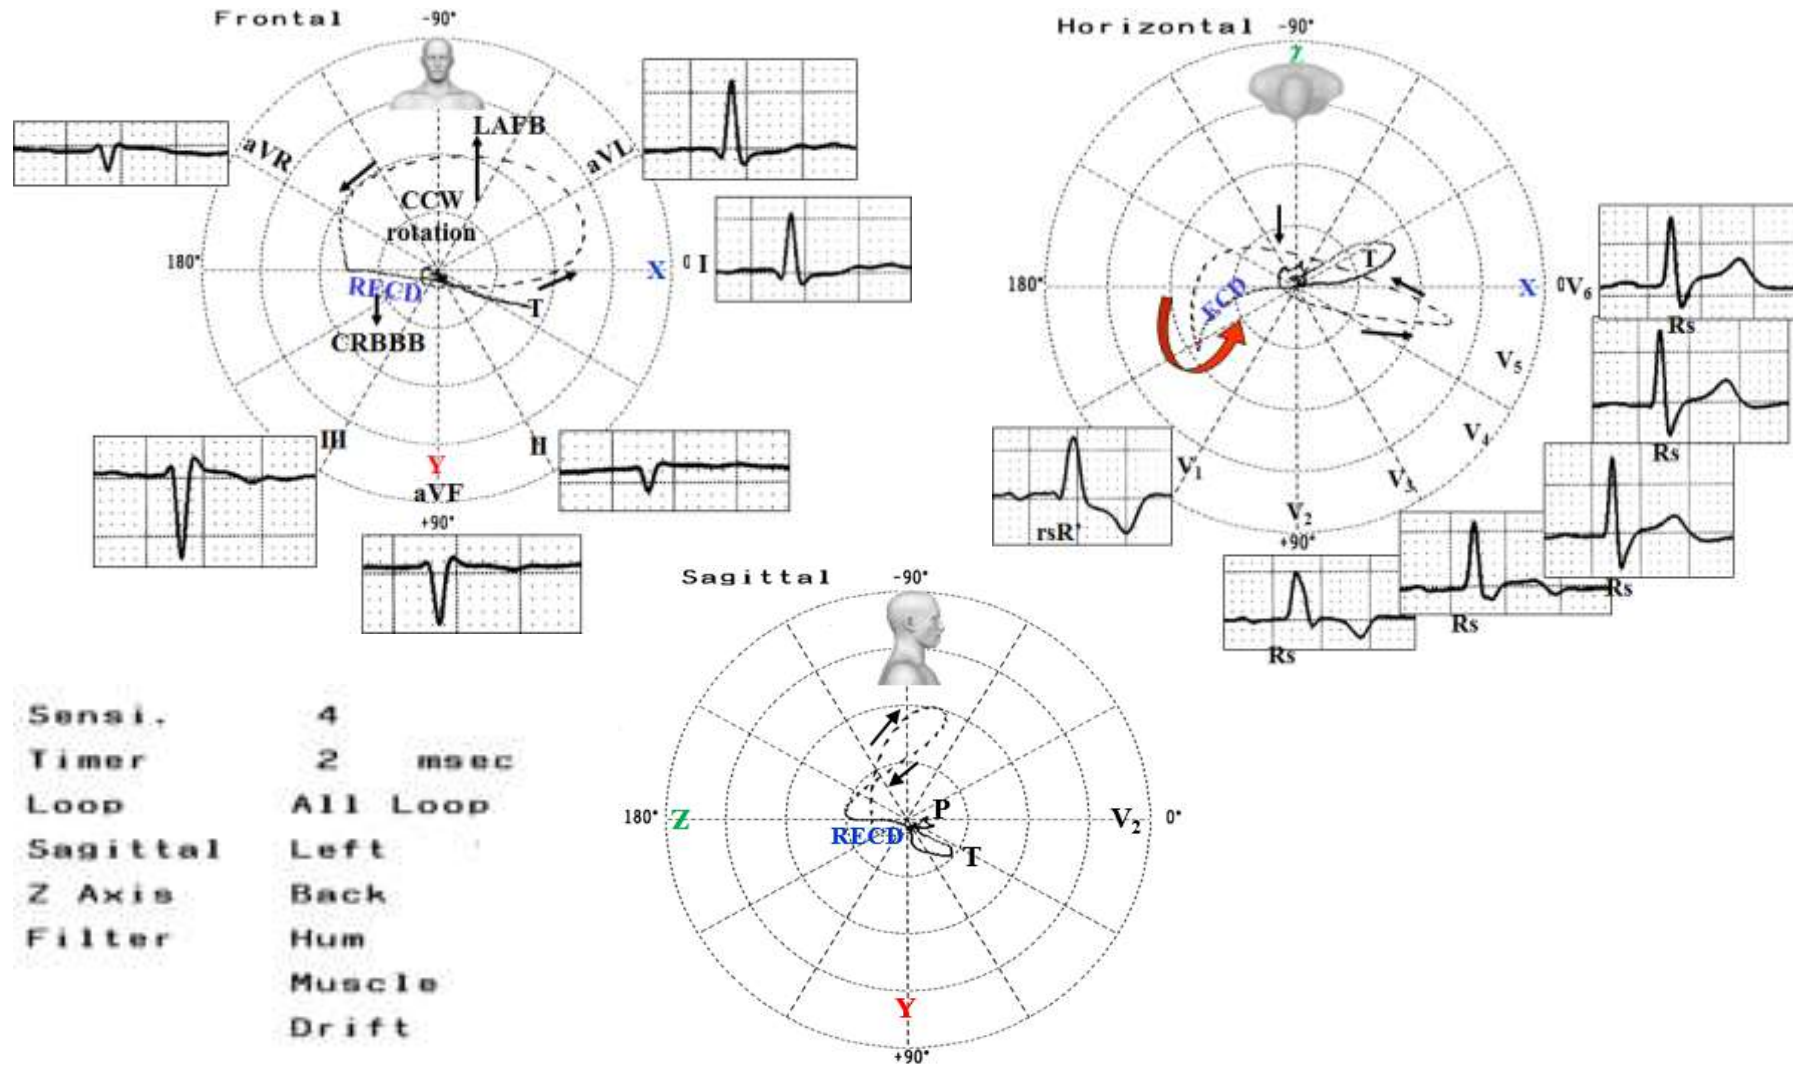 Frontal
-90°
LAFB
aVR
aVL
CCW
rotation
180°
X
0
I
RECD
T
CRBBB
III
II
Y
aVF
+90°
Horizontal
-90°
Z
T
180°
ECD
X
0°
V6
Rs
V5
Rs
V4
V1
V3
V2
+90°
rsR'
Rs
Rs
Rs
Sagittal
-90°
180°
Z
P
RECD
T
V2
0°
Y
+90°
Sensi. 4
Timer 2 msec
Loop All Loop
Sagittal Left
Z Axis Back
Filter Hum
Muscle
Drift